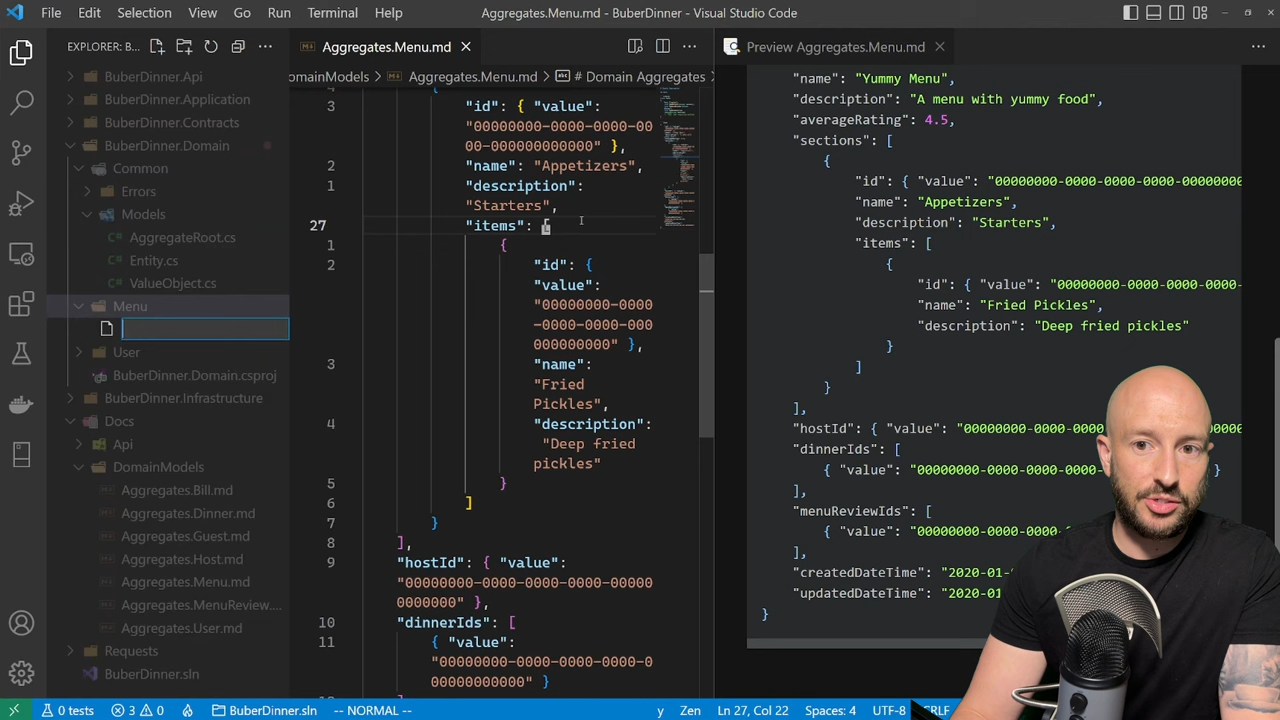 File Edit Selection View Go Run Terminal Help
Aggregates.Menu.md - BuberDinner - Visual Studio Code
EXPLORER: B...
BuberDinner.Api
BuberDinner.Application
BuberDinner.Contracts
BuberDinner.Domain
Common
Errors
Models
C# AggregateRoot.cs
C# Entity.cs
C# ValueObject.cs
Menu
User
BuberDinner.Domain.csproj
BuberDinner.Infrastructure
Docs
Api
DomainModels
Aggregates.Bill.md
Aggregates.Dinner.md
Aggregates.Guest.md
Aggregates.Host.md
Aggregates.Menu.md
Aggregates.MenuReview....
Aggregates.User.md
Requests
BuberDinner.sln
Aggregates.Menu.md
omainModels > Aggregates.Menu.md > # Domain Aggregates >
3 "id": { "value":
"00000000-0000-0000-00
00-000000000000" },
2 "name": "Appetizers",
1 "description":
"Starters",
27 "items": [
1 {
2 "id": {
"value":
"00000000-0000
-0000-0000-000
000000000" },
3 "name":
"Fried
Pickles",
4 "description":
"Deep fried
pickles"
5 }
6 ]
7 }
8 ],
9 "hostId": { "value":
"00000000-0000-0000-0000-00000
0000000" },
10 "dinnerIds": [
11 { "value":
"00000000-0000-0000-0000-0
00000000000" }
Preview Aggregates.Menu.md
"name": "Yummy Menu",
"description": "A menu with yummy food",
"averageRating": 4.5,
"sections": [
{
"id": { "value": "00000000-0000-0000-0000-000000
"name": "Appetizers",
"description": "Starters",
"items": [
{
"id": { "value": "00000000-0000-0000-0000-
"name": "Fried Pickles",
"description": "Deep fried pickles"
}
]
}
],
"hostId": { "value": "00000000-0000-0000-
"dinnerIds": [
{ "value": "00000000-0000-0000- }
],
"menuReviewIds": [
{ "value": "00000000-0000-0000-
],
"createdDateTime": "2020-01-
"updatedDateTime": "2020-01
}
0 tests 3 0 BuberDinner.sln -- NORMAL -- y Zen Ln 27, Col 22 Spaces: 4 UTF-8 CRLF